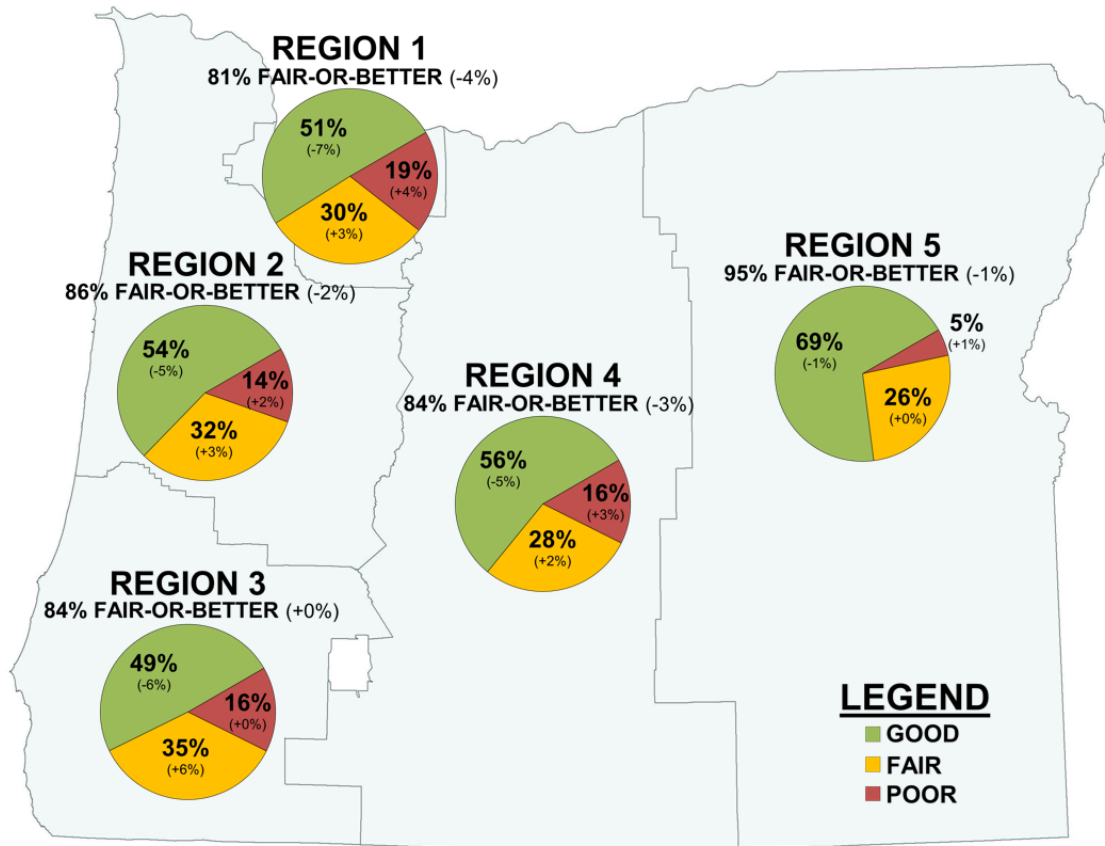 REGION 1
81% FAIR-OR-BETTER (-4%)
51%
(-7%)
19%
(+4%)
30%
(+3%)
REGION 2
86% FAIR-OR-BETTER (-2%)
54%
(-5%)
14%
(+2%)
32%
(+3%)
REGION 5
95% FAIR-OR-BETTER (-1%)
69%
(-1%)
5%
(+1%)
26%
(+0%)
REGION 4
84% FAIR-OR-BETTER (-3%)
56%
(-5%)
16%
(+3%)
28%
(+2%)
REGION 3
84% FAIR-OR-BETTER (+0%)
49%
(-6%)
16%
(+0%)
35%
(+6%)
LEGEND
GOOD
FAIR
POOR